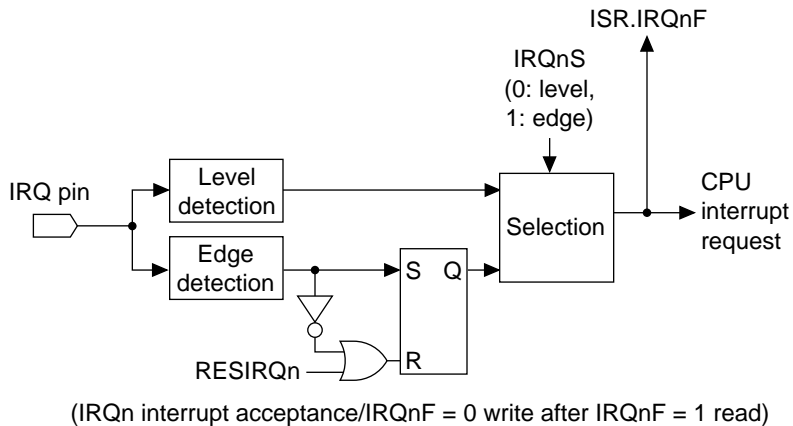 ISR.IRQnF
IRQnS
(0: level,
1: edge)
IRQ pin
Level
detection
Selection
CPU
interrupt
request
Edge
detection
S Q
R
RESIRQn
(IRQn interrupt acceptance/IRQnF = 0 write after IRQnF = 1 read)